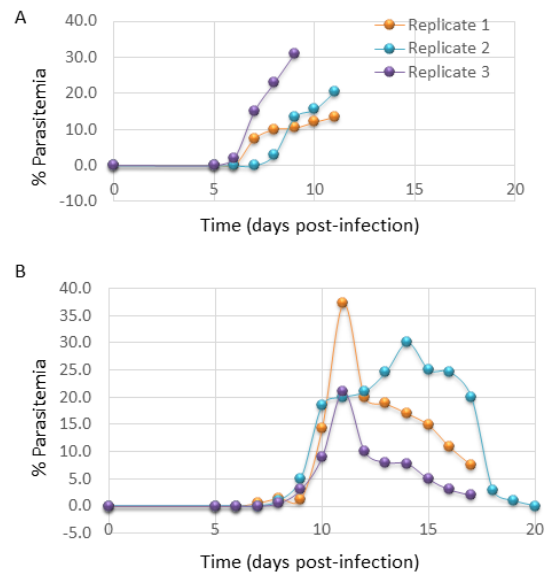 A
40.0
30.0
20.0
10.0
0.0
-10.0
% Parasitemia
Replicate 1
Replicate 2
Replicate 3
0 5 10 15 20
Time (days post-infection)
B
40.0
35.0
30.0
25.0
20.0
15.0
10.0
5.0
0.0
-5.0
% Parasitemia
0 5 10 15 20
Time (days post-infection)